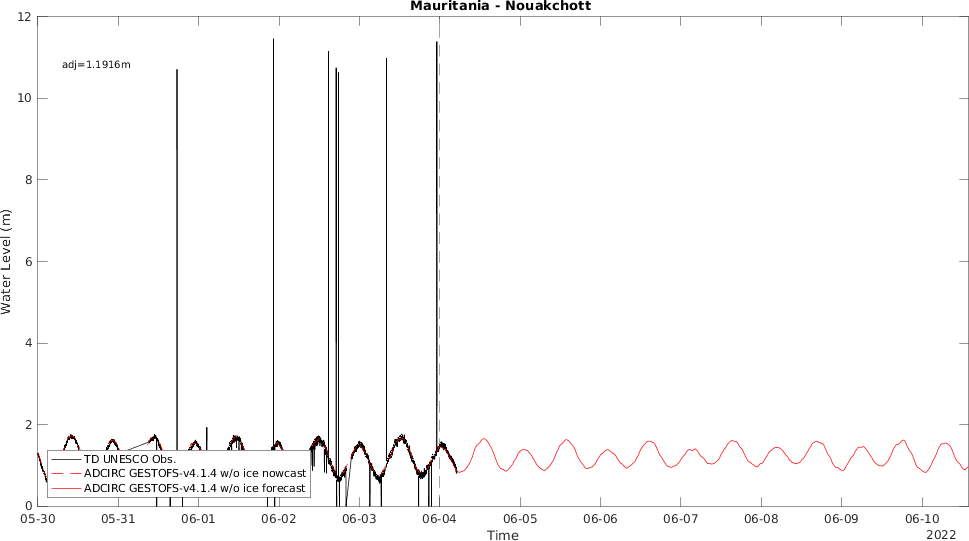 Mauritania - Nouakchott
12
10
8
6
4
2
0
Water Level (m)
adj=1.1916m
TD UNESCO Obs.
ADCIRC GESTOFS-v4.1.4 w/o ice nowcast
ADCIRC GESTOFS-v4.1.4 w/o ice forecast
05-30 05-31 06-01 06-02 06-03 06-04 06-05 06-06 06-07 06-08 06-09 06-10
Time
2022